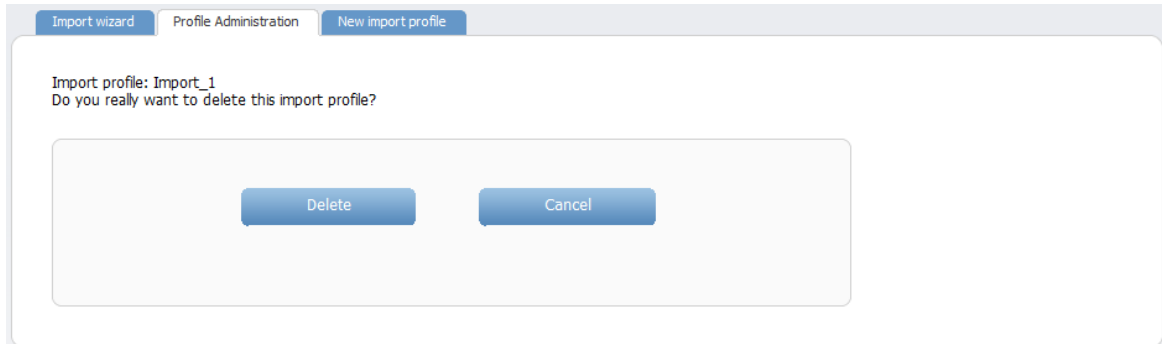 Import wizard Profile Administration New import profile
Import profile: Import_1
Do you really want to delete this import profile?
Delete Cancel